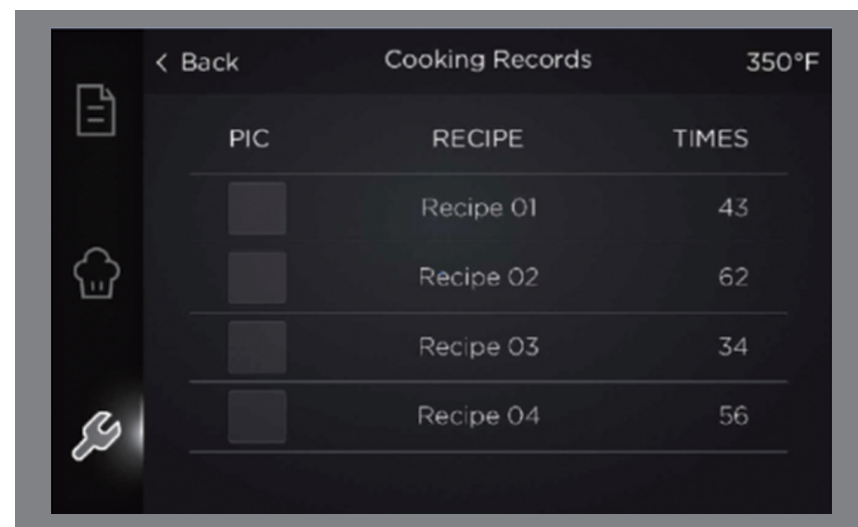 < Back Cooking Records 350°F
PIC RECIPE TIMES
Recipe 01 43
Recipe 02 62
Recipe 03 34
Recipe 04 56